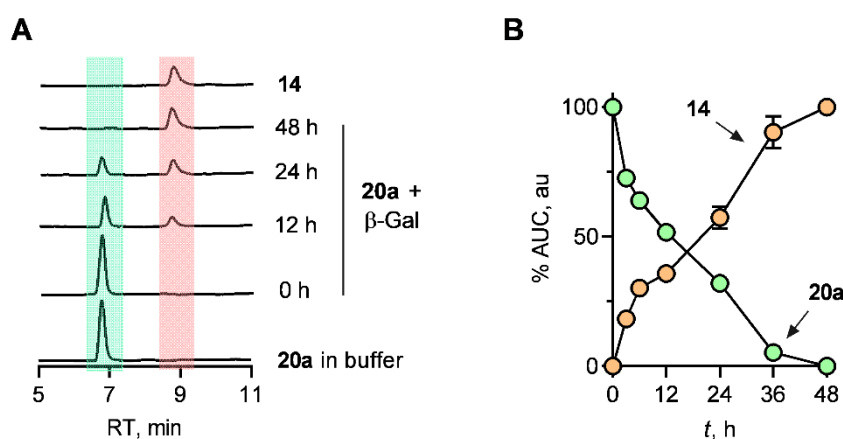 A
14
48 h
24 h
12 h
0 h
20a in buffer
20a +
β-Gal
5 7 9 11
RT, min
B
100
50
0
% AUC, au
14
20a
0 12 24 36 48
t, h